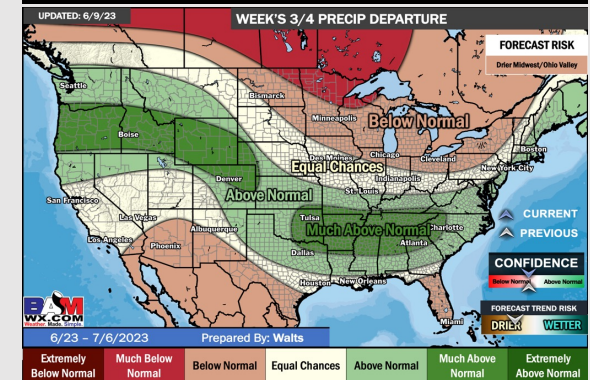 UPDATED: 6/9/23
WEEK'S 3/4 PRECIP DEPARTURE
FORECAST RISK
Drier Midwest/Ohio Valley
Seattle
Bismarck
Minneapolis
Below Normal
Boise
Des Moines
Chicago
Cleveland
Boston
Equal Chances
New York City
Indianapolis
Denver
St. Louis
Above Normal
San Francisco
Las Vegas
Tulsa
Much Above Normal
Charlotte
CURRENT
Albuquerque
Los Angeles
Phoenix
Atlanta
PREVIOUS
Dallas
CONFIDENCE
Houston
New Orleans
Below Normal
Above Normal
BAM
WX.COM
Weather. Made. Simple.
FORECAST TREND RISK
Miami
DRIER
WETTER
6/23 – 7/6/2023
Prepared By: Walts
Extremely
Below Normal
Much Below
Normal
Below Normal
Equal Chances
Above Normal
Much Above
Normal
Extremely
Above Normal